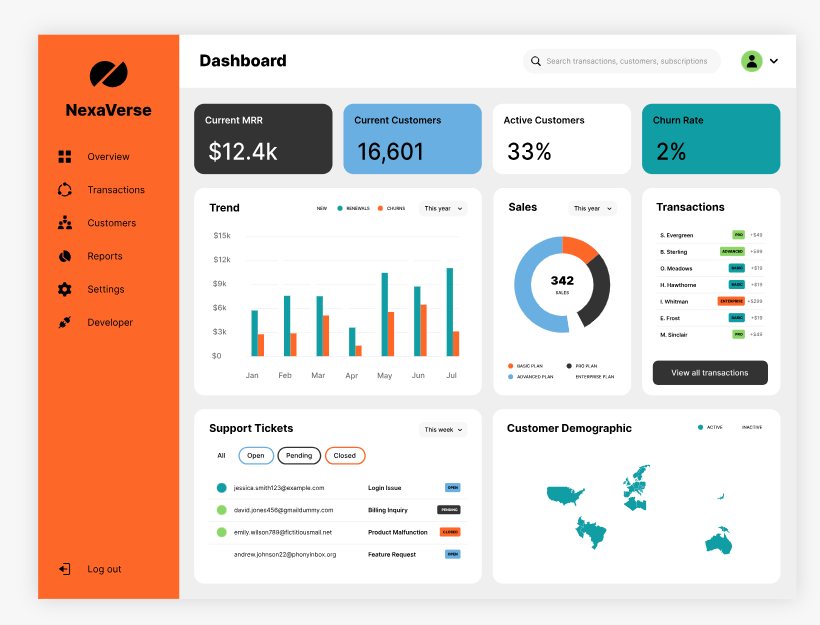 NexaVerse
Overview
Transactions
Customers
Reports
Settings
Developer
Log out
Dashboard
Search transactions, customers, subscriptions
Current MRR
$12.4k
Current Customers
16,601
Active Customers
33%
Churn Rate
2%
Trend
NEW RENEWALS CHURNS
This year
$15k
$12k
$9k
$6k
$3k
$0
Jan Feb Mar Apr May Jun Jul
Sales
This year
342
SALES
BASIC PLAN PRO PLAN
ADVANCED PLAN ENTERPRISE PLAN
Transactions
S. Evergreen PRO +$49
B. Sterling ADVANCED +$99
O. Meadows BASIC +$19
H. Hawthorne BASIC +$19
I. Whitman ENTERPRISE +$299
E. Frost BASIC +$19
M. Sinclair PRO +$49
View all transactions
Support Tickets
This week
All Open Pending Closed
jessica.smith123@example.com Login Issue OPEN
david.jones456@gmaildummy.com Billing Inquiry PENDING
emily.wilson789@fictitiousmail.net Product Malfunction CLOSED
andrew.johnson22@phonyinbox.org Feature Request OPEN
Customer Demographic
ACTIVE INACTIVE